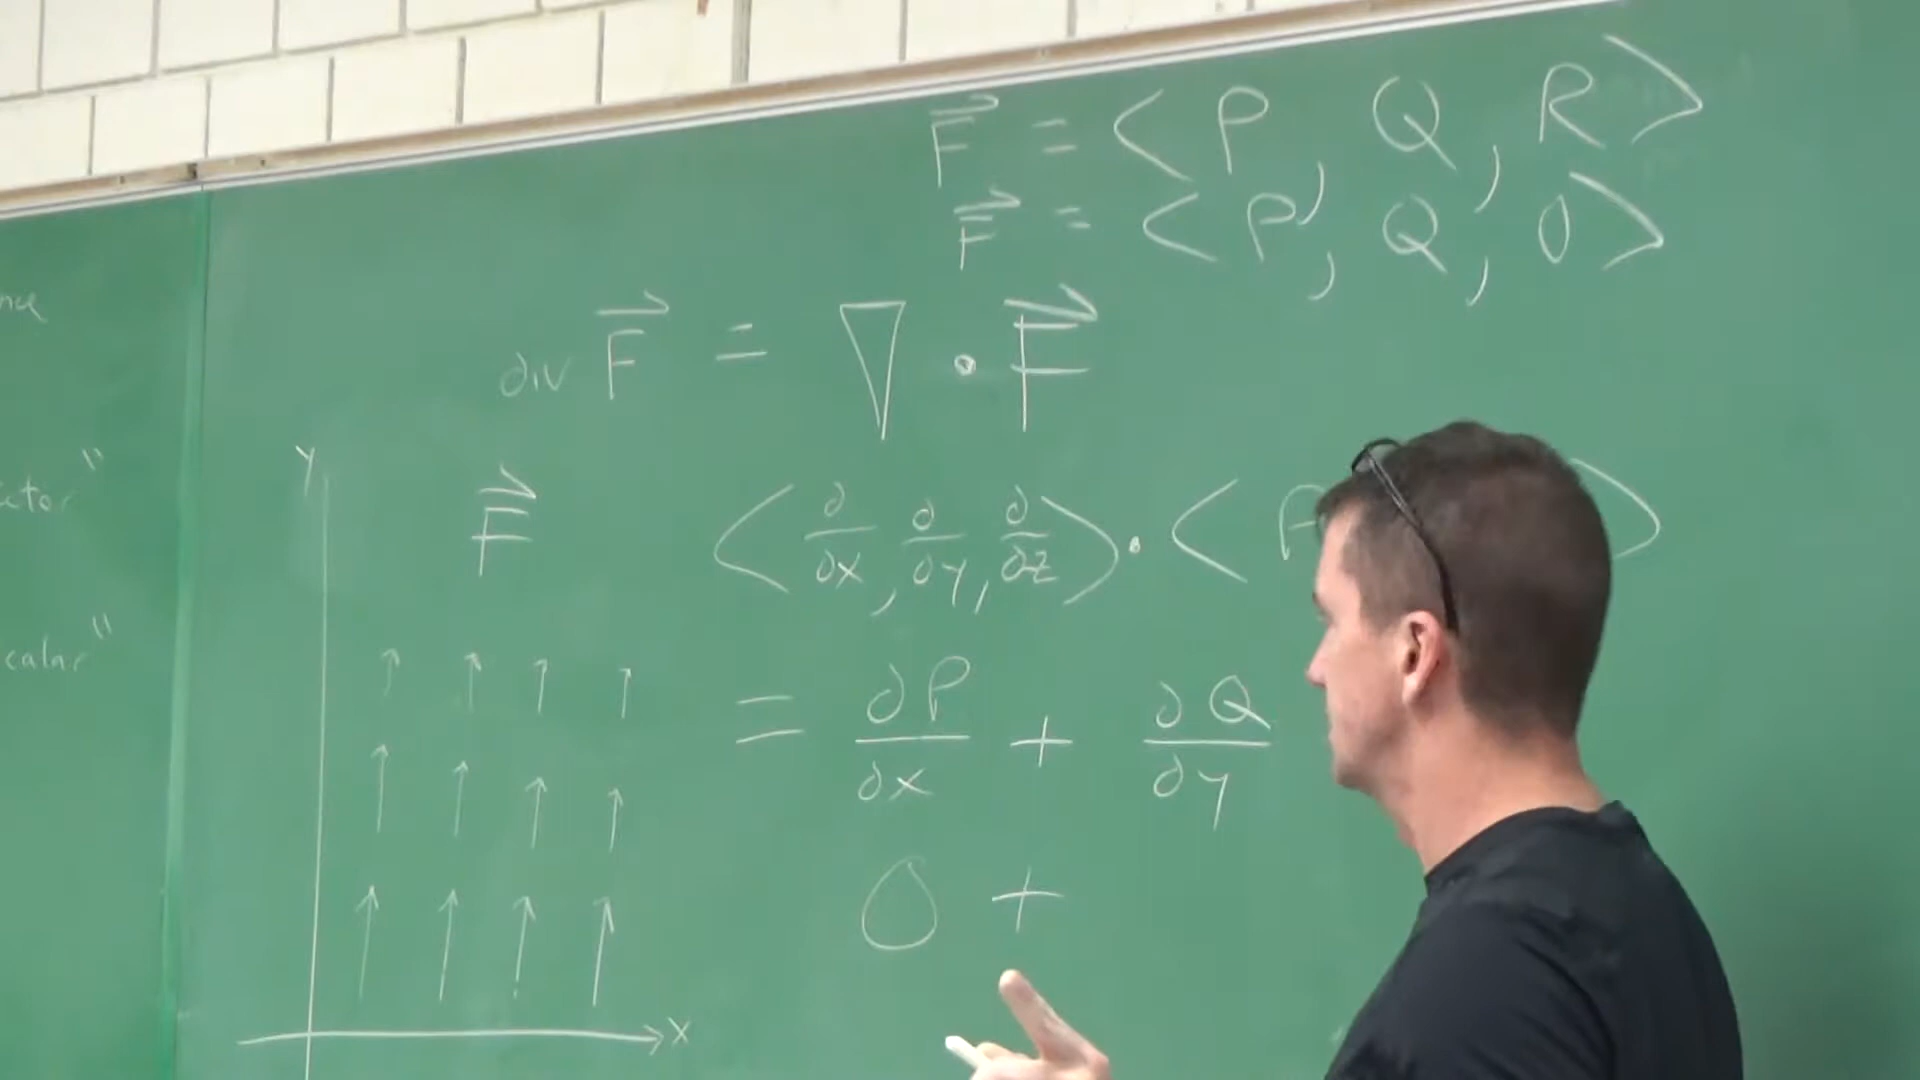 F⃗ = < P, Q, R >
F⃗ = < P, Q, 0 >
div F⃗ = ∇ · F⃗
Y
F⃗
< ∂/∂x, ∂/∂y, ∂/∂z > · < >
= ∂P/∂x + ∂Q/∂y
0 +
X
"
"